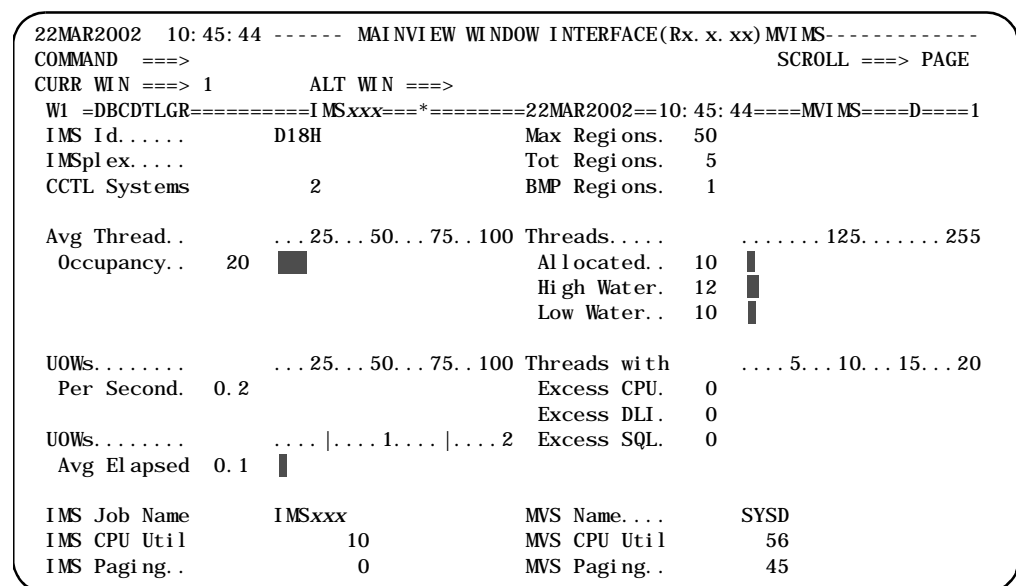 22MAR2002  10:45:44 ------ MAINVIEW WINDOW INTERFACE(Rx.x.xx)MVIMS-------------
COMMAND  ===>                                                 SCROLL ===> PAGE
CURR WIN ===> 1        ALT WIN ===>
W1 =DBCDTLGR==========IMSxxx===*========22MAR2002==10:45:44====MVIMS====D====1
IMS Id......       D18H                  Max Regions.  50
IMSplex.....                             Tot Regions.   5
CCTL Systems          2                  BMP Regions.   1
Avg Thread..       ...25...50...75..100 Threads.....     .......125.......255
Occupancy..   20                         Allocated..  10
High Water.  12
Low Water..  10
UOWs........       ...25...50...75..100 Threads with     ....5...10...15...20
Per Second.  0.2                         Excess CPU.   0
Excess DLI.   0
UOWs........       ....|....1....|....2  Excess SQL.   0
Avg Elapsed  0.1
IMS Job Name       IMSxxx                MVS Name....      SYSD
IMS CPU Util             10              MVS CPU Util        56
IMS Paging..              0              MVS Paging..        45